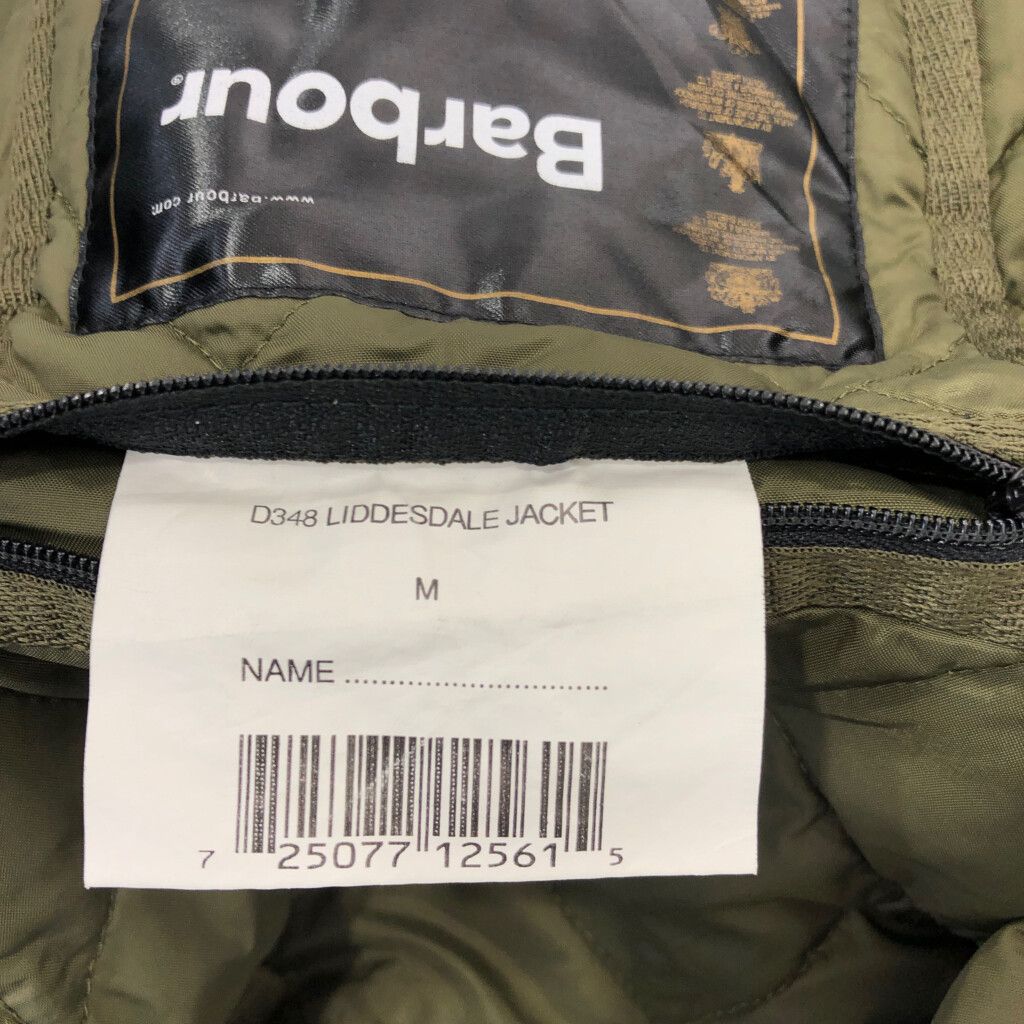 Barbour®
www.barbour.com
D348 LIDDESDALE JACKET
M
NAME ..............................
7 25077 12561 5